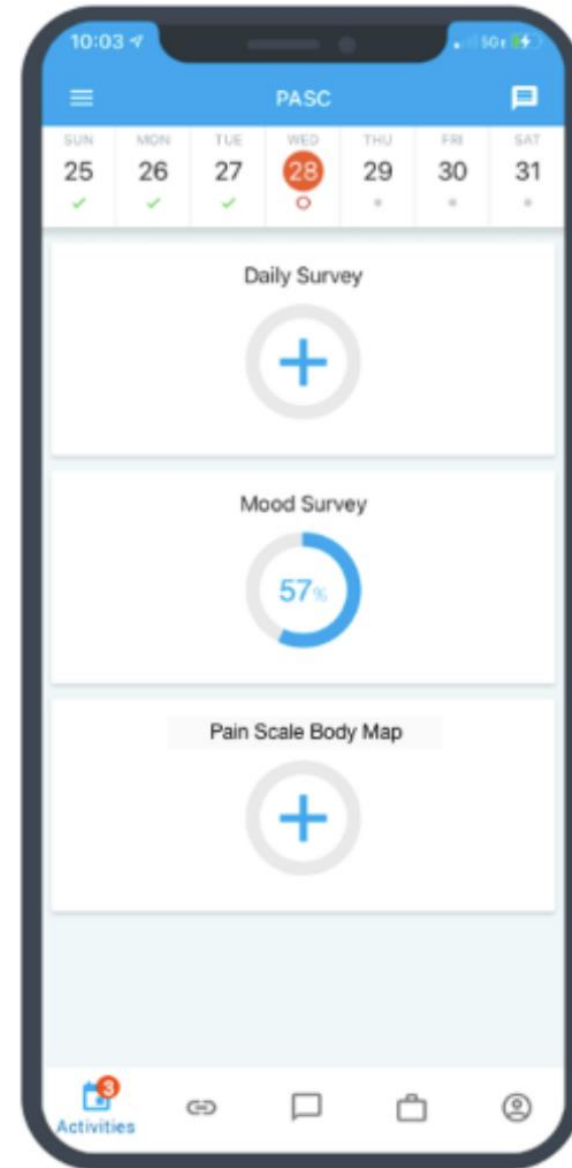 10:03 5G
PASC
SUN MON TUE WED THU FRI SAT
25 26 27 28 29 30 31
Daily Survey
Mood Survey
57%
Pain Scale Body Map
3
Activities